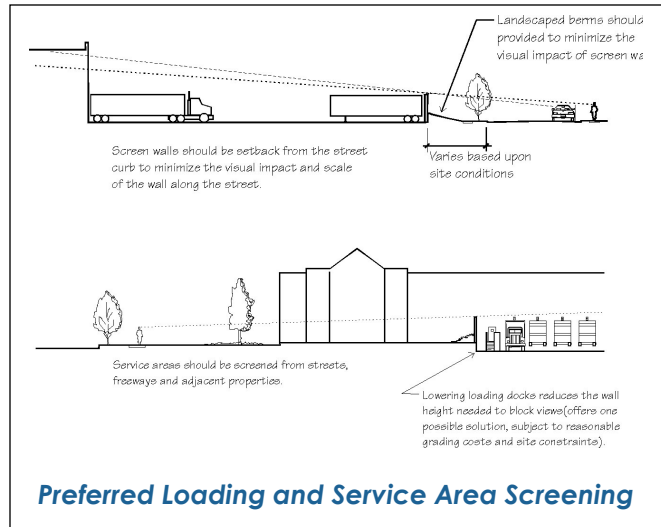 Landscaped berms should
provided to minimize the
visual impact of screen wa
Screen walls should be setback from the street
curb to minimize the visual impact and scale
of the wall along the street.
Varies based upon
site conditions
Service areas should be screened from streets,
freeways and adjacent properties.
Lowering loading docks reduces the wall
height needed to block views(offers one
possible solution, subject to reasonable
grading costs and site constraints).
Preferred Loading and Service Area Screening